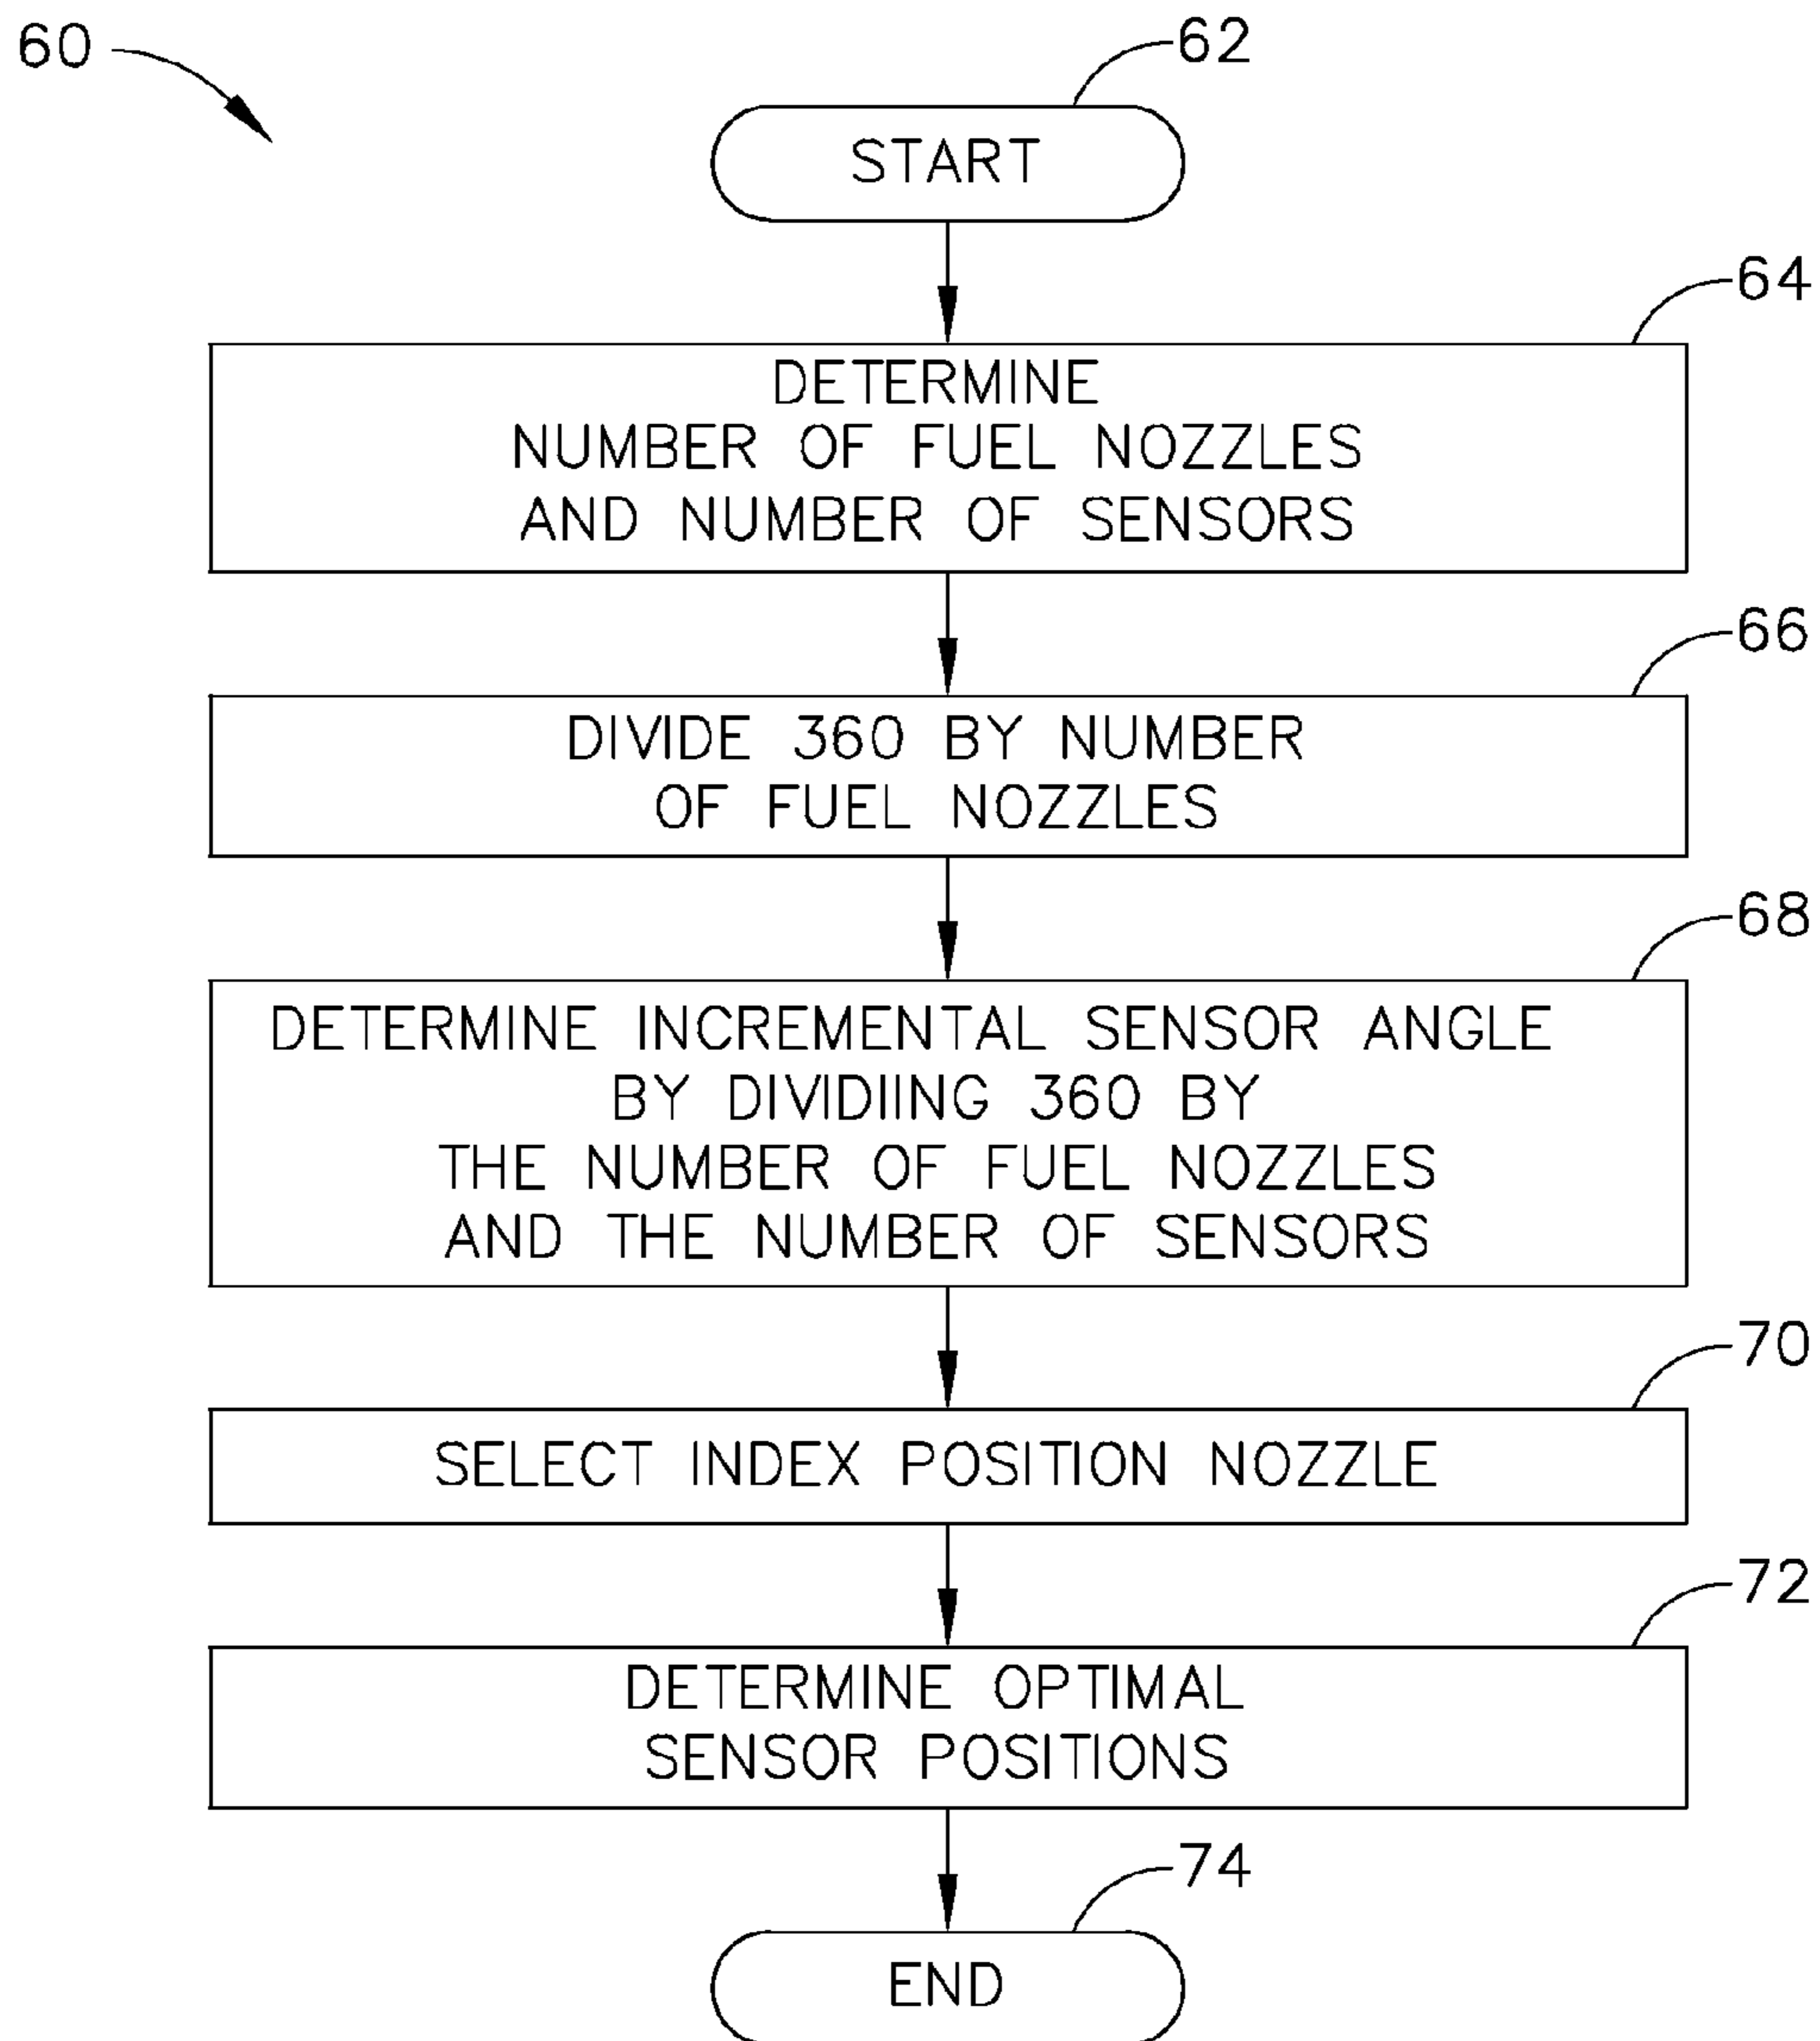 60
62
START
64
DETERMINE
NUMBER OF FUEL NOZZLES
AND NUMBER OF SENSORS
66
DIVIDE 360 BY NUMBER
OF FUEL NOZZLES
68
DETERMINE INCREMENTAL SENSOR ANGLE
BY DIVIDIING 360 BY
THE NUMBER OF FUEL NOZZLES
AND THE NUMBER OF SENSORS
70
SELECT INDEX POSITION NOZZLE
72
DETERMINE OPTIMAL
SENSOR POSITIONS
74
END